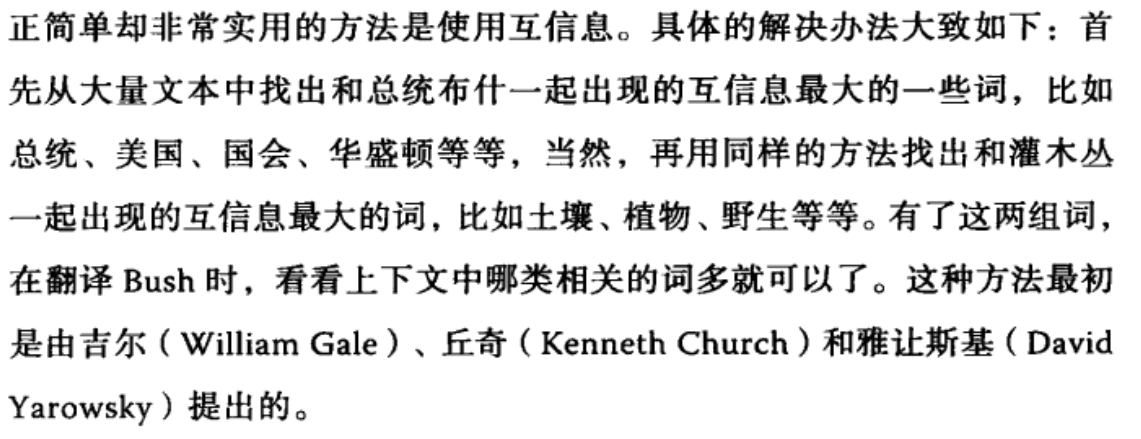 正简单却非常实用的方法是使用互信息。具体的解决办法大致如下：首
先从大量文本中找出和总统布什一起出现的互信息最大的一些词，比如
总统、美国、国会、华盛顿等等，当然，再用同样的方法找出和灌木丛
一起出现的互信息最大的词，比如土壤、植物、野生等等。有了这两组词，
在翻译 Bush 时，看看上下文中哪类相关的词多就可以了。这种方法最初
是由吉尔（William Gale）、丘奇（Kenneth Church）和雅让斯基（David
Yarowsky）提出的。